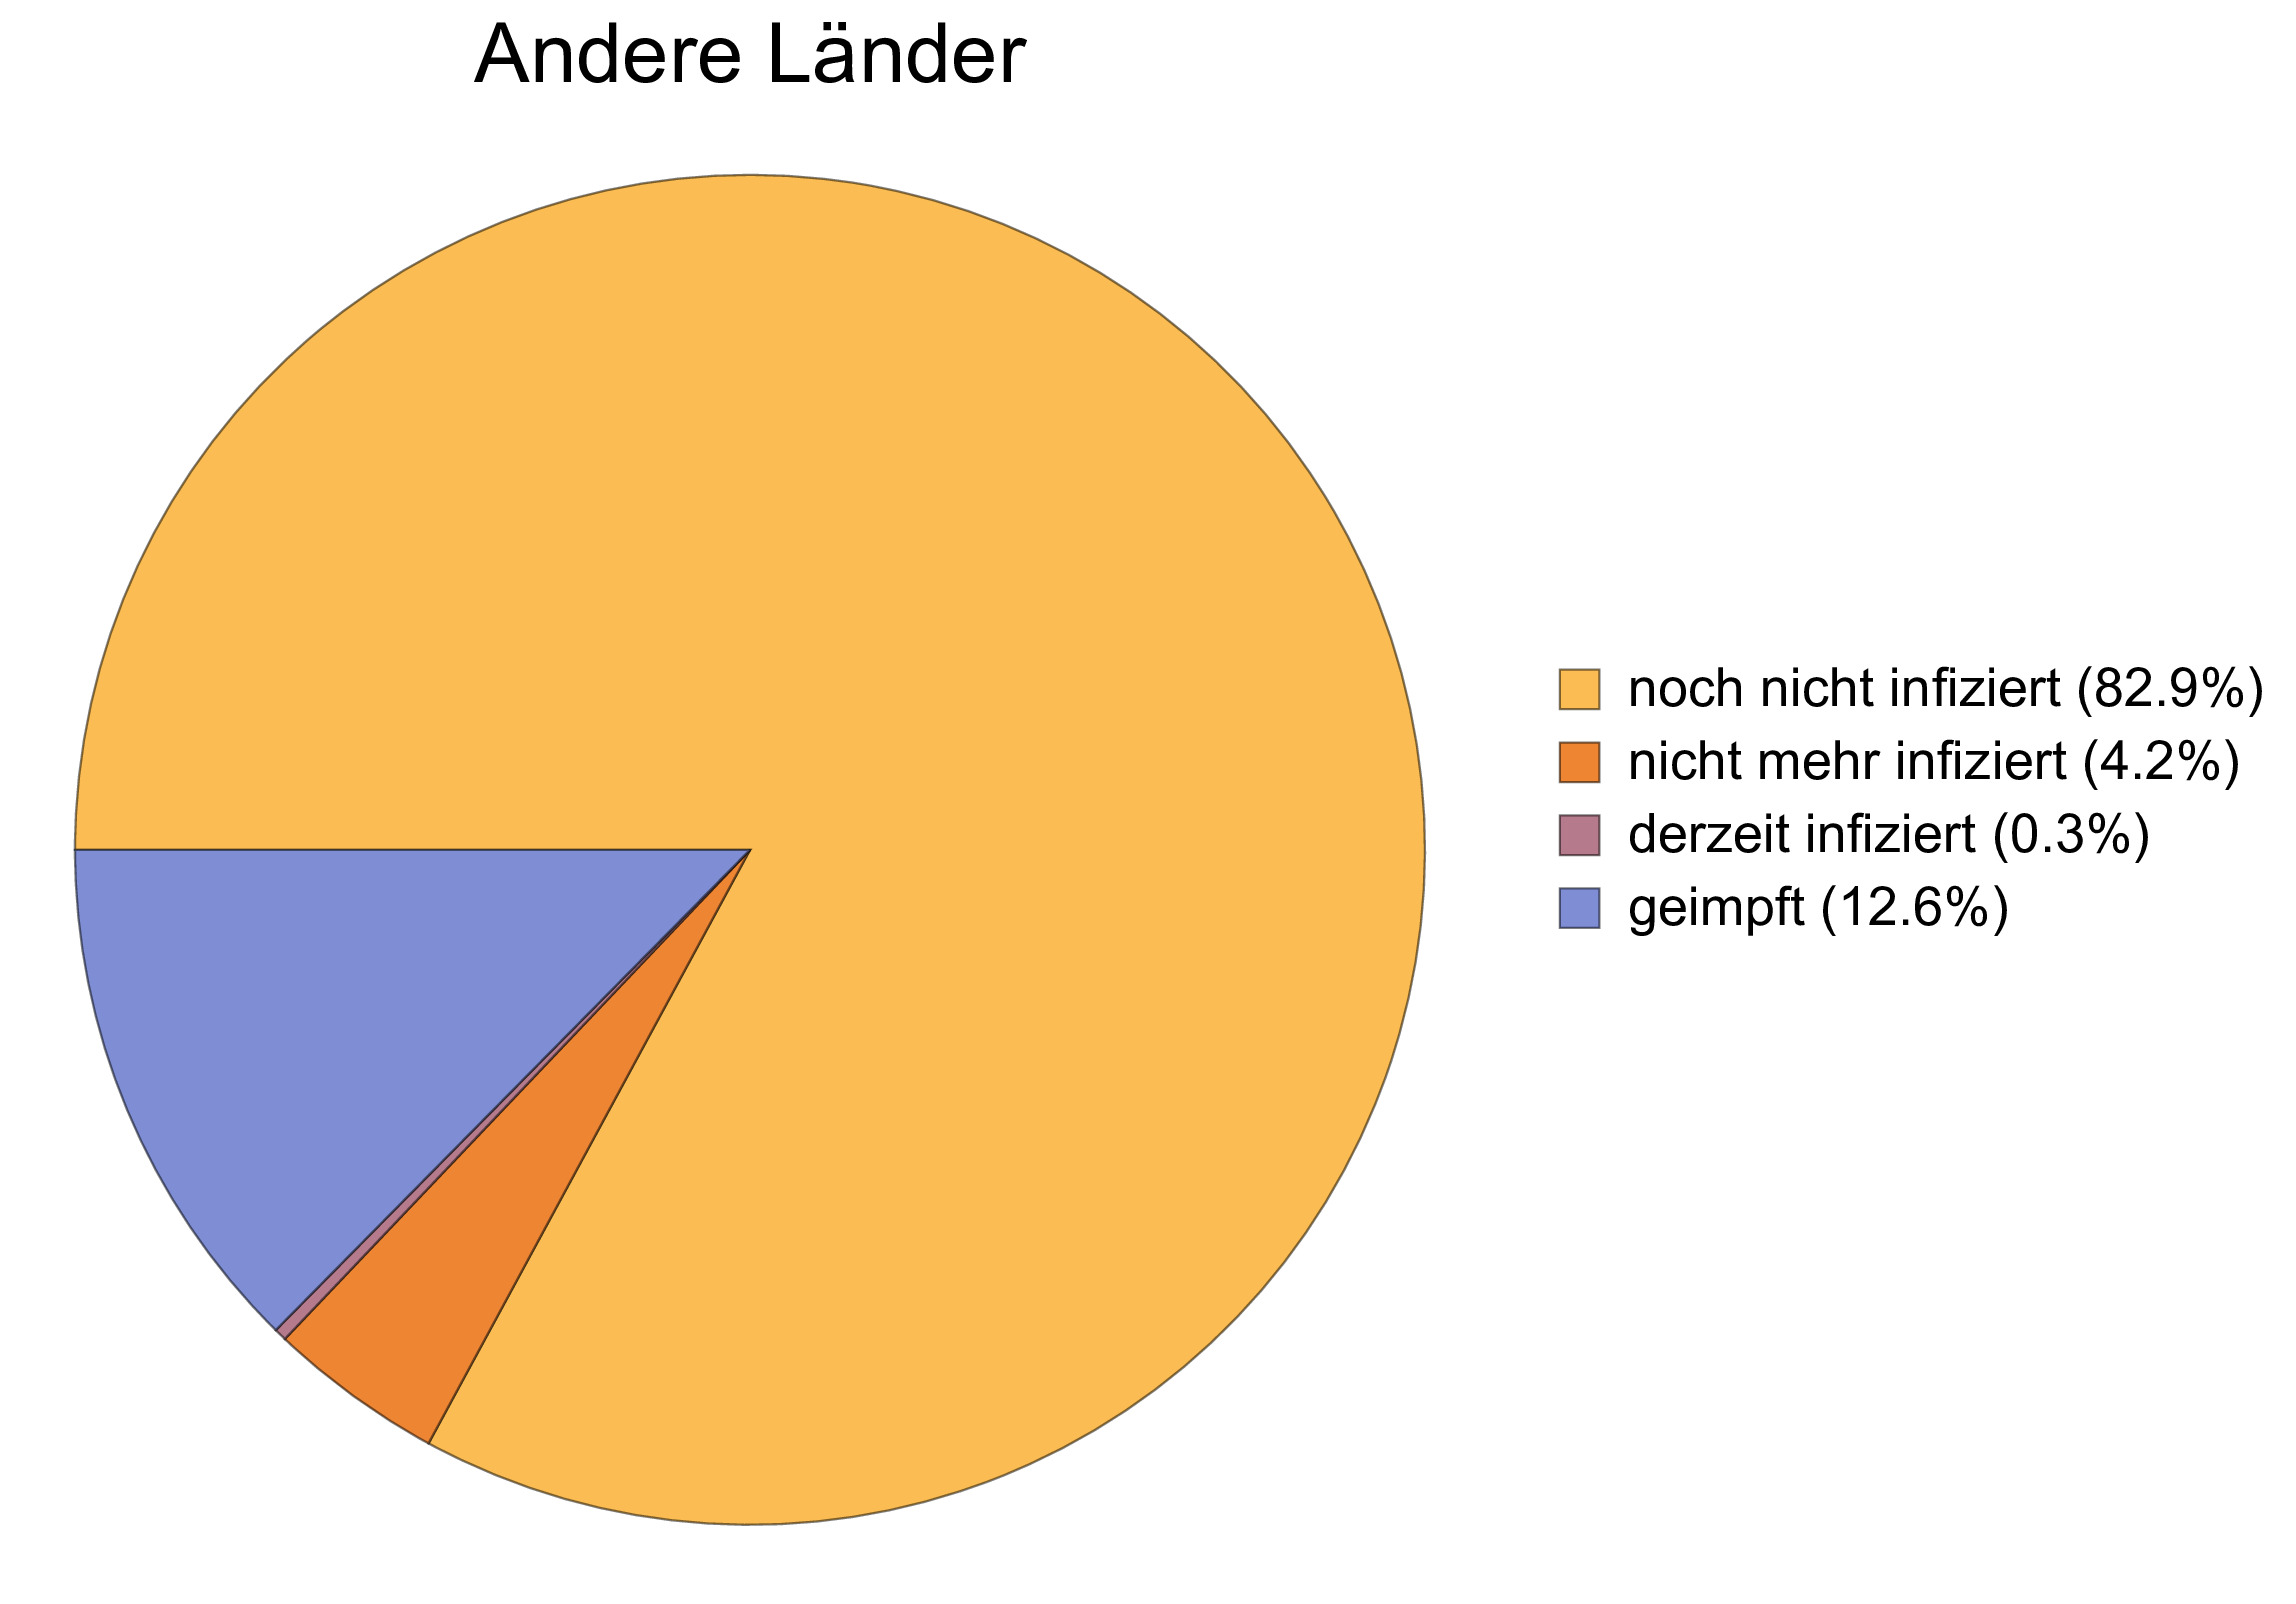 Andere Länder
noch nicht infiziert (82.9%)
nicht mehr infiziert (4.2%)
derzeit infiziert (0.3%)
geimpft (12.6%)